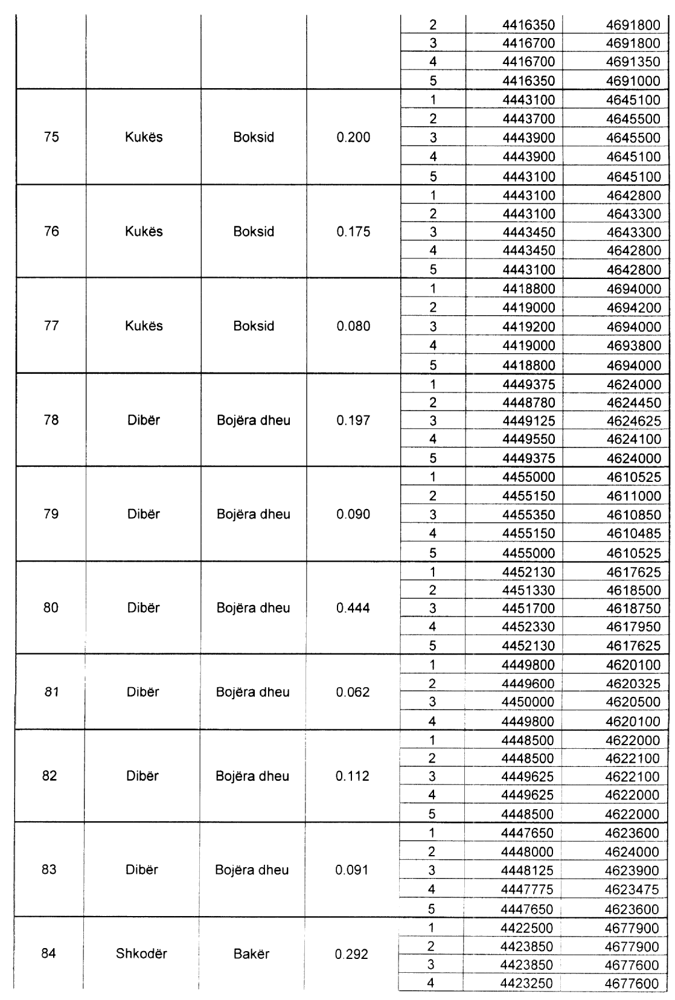 2 4416350 4691800
3 4416700 4691800
4 4416700 4691350
5 4416350 4691000
75 Kukës Boksid 0.200
1 4443100 4645100
2 4443700 4645500
3 4443900 4645500
4 4443900 4645100
5 4443100 4645100
76 Kukës Boksid 0.175
1 4443100 4642800
2 4443100 4643300
3 4443450 4643300
4 4443450 4642800
5 4443100 4642800
77 Kukës Boksid 0.080
1 4418800 4694000
2 4419000 4694200
3 4419200 4694000
4 4419000 4693800
5 4418800 4694000
78 Dibër Bojëra dheu 0.197
1 4449375 4624000
2 4448780 4624450
3 4449125 4624625
4 4449550 4624100
5 4449375 4624000
79 Dibër Bojëra dheu 0.090
1 4455000 4610525
2 4455150 4611000
3 4455350 4610850
4 4455150 4610485
5 4455000 4610525
80 Dibër Bojëra dheu 0.444
1 4452130 4617625
2 4451330 4618500
3 4451700 4618750
4 4452330 4617950
5 4452130 4617625
81 Dibër Bojëra dheu 0.062
1 4449800 4620100
2 4449600 4620325
3 4450000 4620500
4 4449800 4620100
82 Dibër Bojëra dheu 0.112
1 4448500 4622000
2 4448500 4622100
3 4449625 4622100
4 4449625 4622000
5 4448500 4622000
83 Dibër Bojëra dheu 0.091
1 4447650 4623600
2 4448000 4624000
3 4448125 4623900
4 4447775 4623475
5 4447650 4623600
84 Shkodër Bakër 0.292
1 4422500 4677900
2 4423850 4677900
3 4423850 4677600
4 4423250 4677600